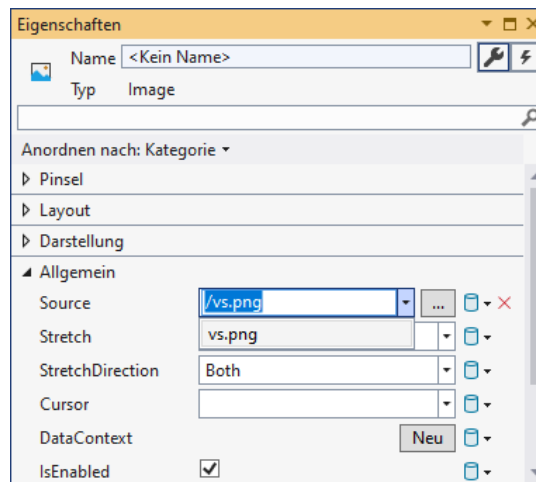 Eigenschaften
Name <Kein Name>
Typ Image
Anordnen nach: Kategorie
Pinsel
Layout
Darstellung
Allgemein
Source /vs.png ...
Stretch vs.png
StretchDirection Both
Cursor
DataContext Neu
IsEnabled